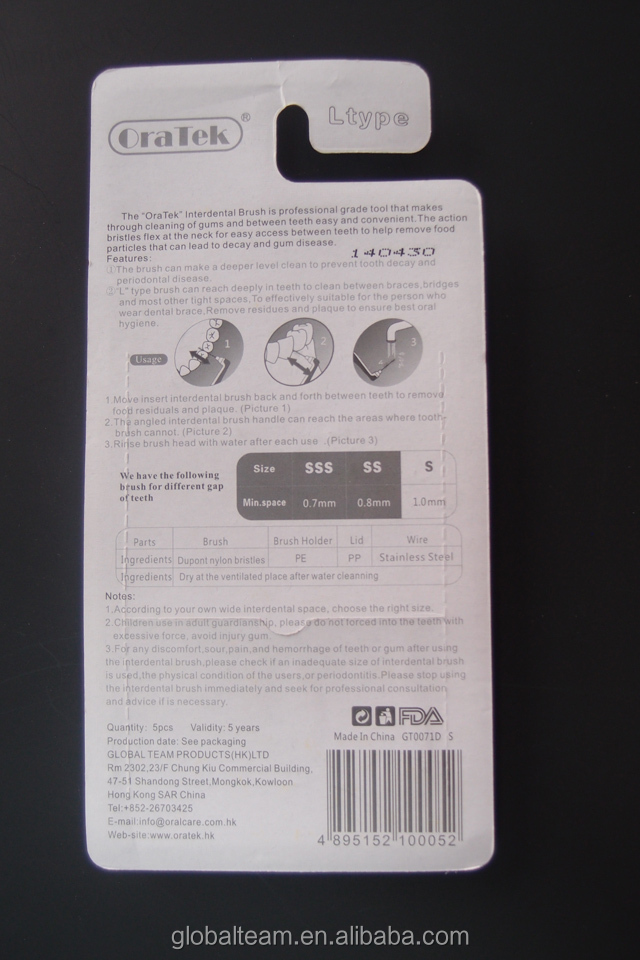 OraTek®
Ltype
The "OraTek" Interdental Brush is professional grade tool that makes
through cleaning of gums and between teeth easy and convenient.The action
bristles flex at the neck for easy access between teeth to help remove food
particles that can lead to decay and gum disease.
140430
Features:
①The brush can make a deeper level clean to prevent tooth decay and
periodontal disease.
②"L" type brush can reach deeply in teeth to clean between braces,bridges
and most other tight spaces,To effectively suitable for the person who
wear dental brace,Remove residues and plaque to ensure best oral
hygiene.
Usage
1
2
3
1.Move insert interdental brush back and forth between teeth to remove
food residuals and plaque. (Picture 1)
2.The angled interdental brush handle can reach the areas where tooth-
brush cannot. (Picture 2)
3.Rinse brush head with water after each use .(Picture 3)
We have the following
brush for different gap
of teeth
Size SSS SS S
Min.space 0.7mm 0.8mm 1.0mm
Parts Brush Brush Holder Lid Wire
Ingredients Dupont nylon bristles PE PP Stainless Steel
Ingredients Dry at the ventilated place after water cleanning
Notes:
1.According to your own wide interdental space, choose the right size.
2.Children use in adult guardianship, please do not forced into the teeth with
excessive force, avoid injury gum.
3.For any discomfort,sour,pain,and hemorrhage of teeth or gum after using
the interdental brush,please check if an inadequate size of interdental brush
is used,the physical condition of the users,or periodontitis.Please stop using
the interdental brush immediately and seek for professional consultation
and advice if is necessary.
Quantity: 5pcs Validity: 5 years
Production date: See packaging
GLOBAL TEAM PRODUCTS(HK)LTD
Rm 2302,23/F Chung Kiu Commercial Building,
47-51 Shandong Street,Mongkok,Kowloon
Hong Kong SAR China
Tel:+852-26703425
E-mail:info@oralcare.com.hk
Web-site:www.oratek.hk
FDA
Made In China GT0071D S
4 895152 100052
globalteam.en.alibaba.com